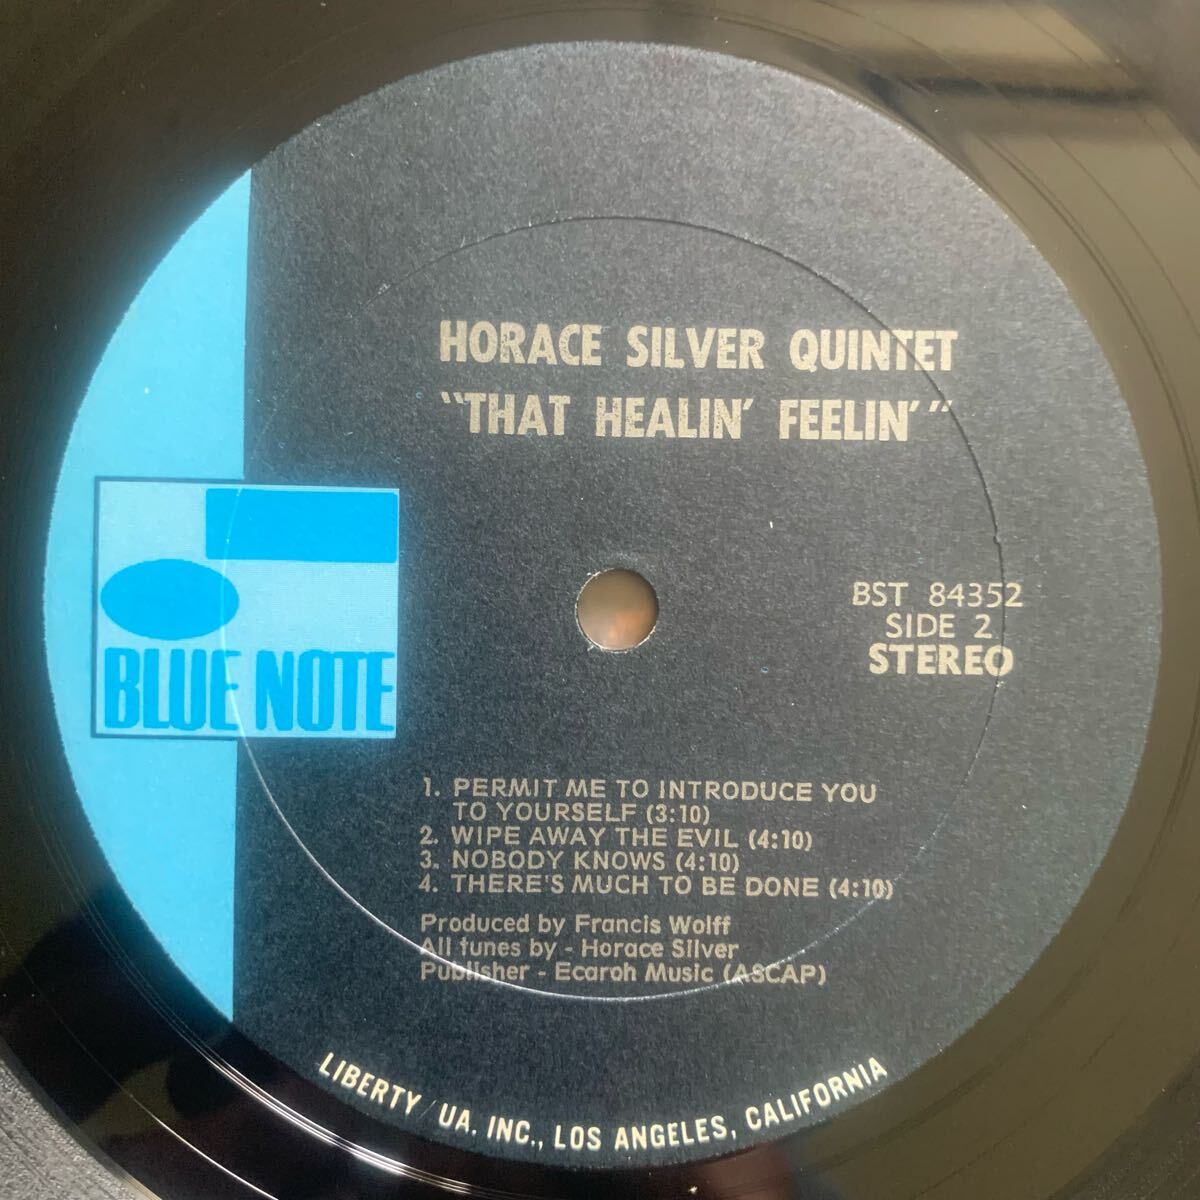 HORACE SILVER QUINTET
"THAT HEALIN' FEELIN'"
BLUE NOTE
BST 84352
SIDE 2
STEREO
1. PERMIT ME TO INTRODUCE YOU
TO YOURSELF (3:10)
2. WIPE AWAY THE EVIL (4:10)
3. NOBODY KNOWS (4:10)
4. THERE'S MUCH TO BE DONE (4:10)
Produced by Francis Wolff
All tunes by - Horace Silver
Publisher - Ecaroh Music (ASCAP)
LIBERTY/UA, INC., LOS ANGELES, CALIFORNIA